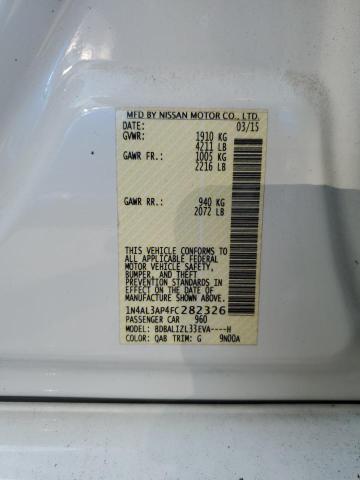 MFD BY NISSAN MOTOR CO., LTD.
DATE: 03/15
GVWR: 1910 KG
4211 LB
GAWR FR: 1005 KG
2216 LB
GAWR RR: 940 KG
2072 LB
THIS VEHICLE CONFORMS TO
ALL APPLICABLE FEDERAL
MOTOR VEHICLE SAFETY,
BUMPER, AND THEFT
PREVENTION STANDARDS IN
EFFECT ON THE DATE OF
MANUFACTURE SHOWN ABOVE.
1N4AL3AP4FC282326
PASSENGER CAR 960
MODEL: BDBALIZL33EVA----H
COLOR: QAB TRIM: G 9N00A